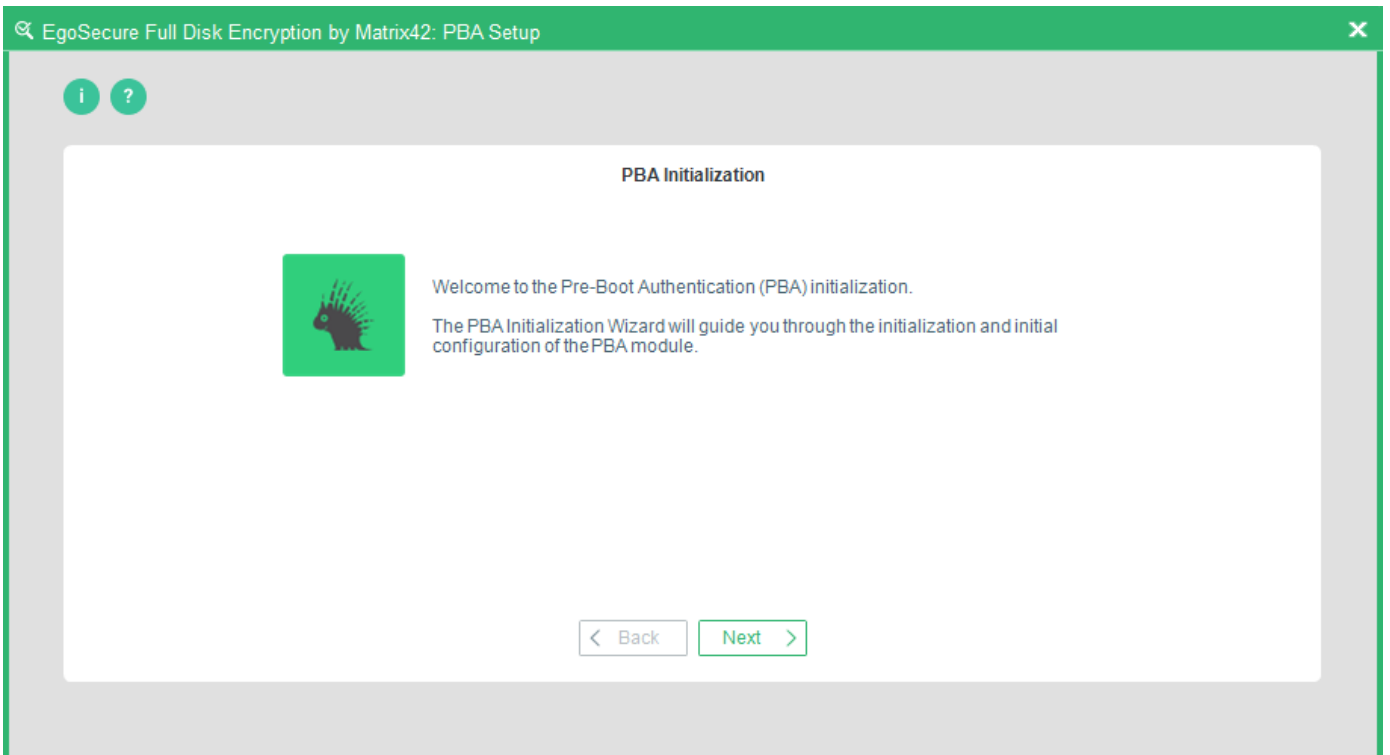 EgoSecure Full Disk Encryption by Matrix42: PBA Setup
i ?
PBA Initialization
Welcome to the Pre-Boot Authentication (PBA) initialization.
The PBA Initialization Wizard will guide you through the initialization and initial
configuration of the PBA module.
Back Next